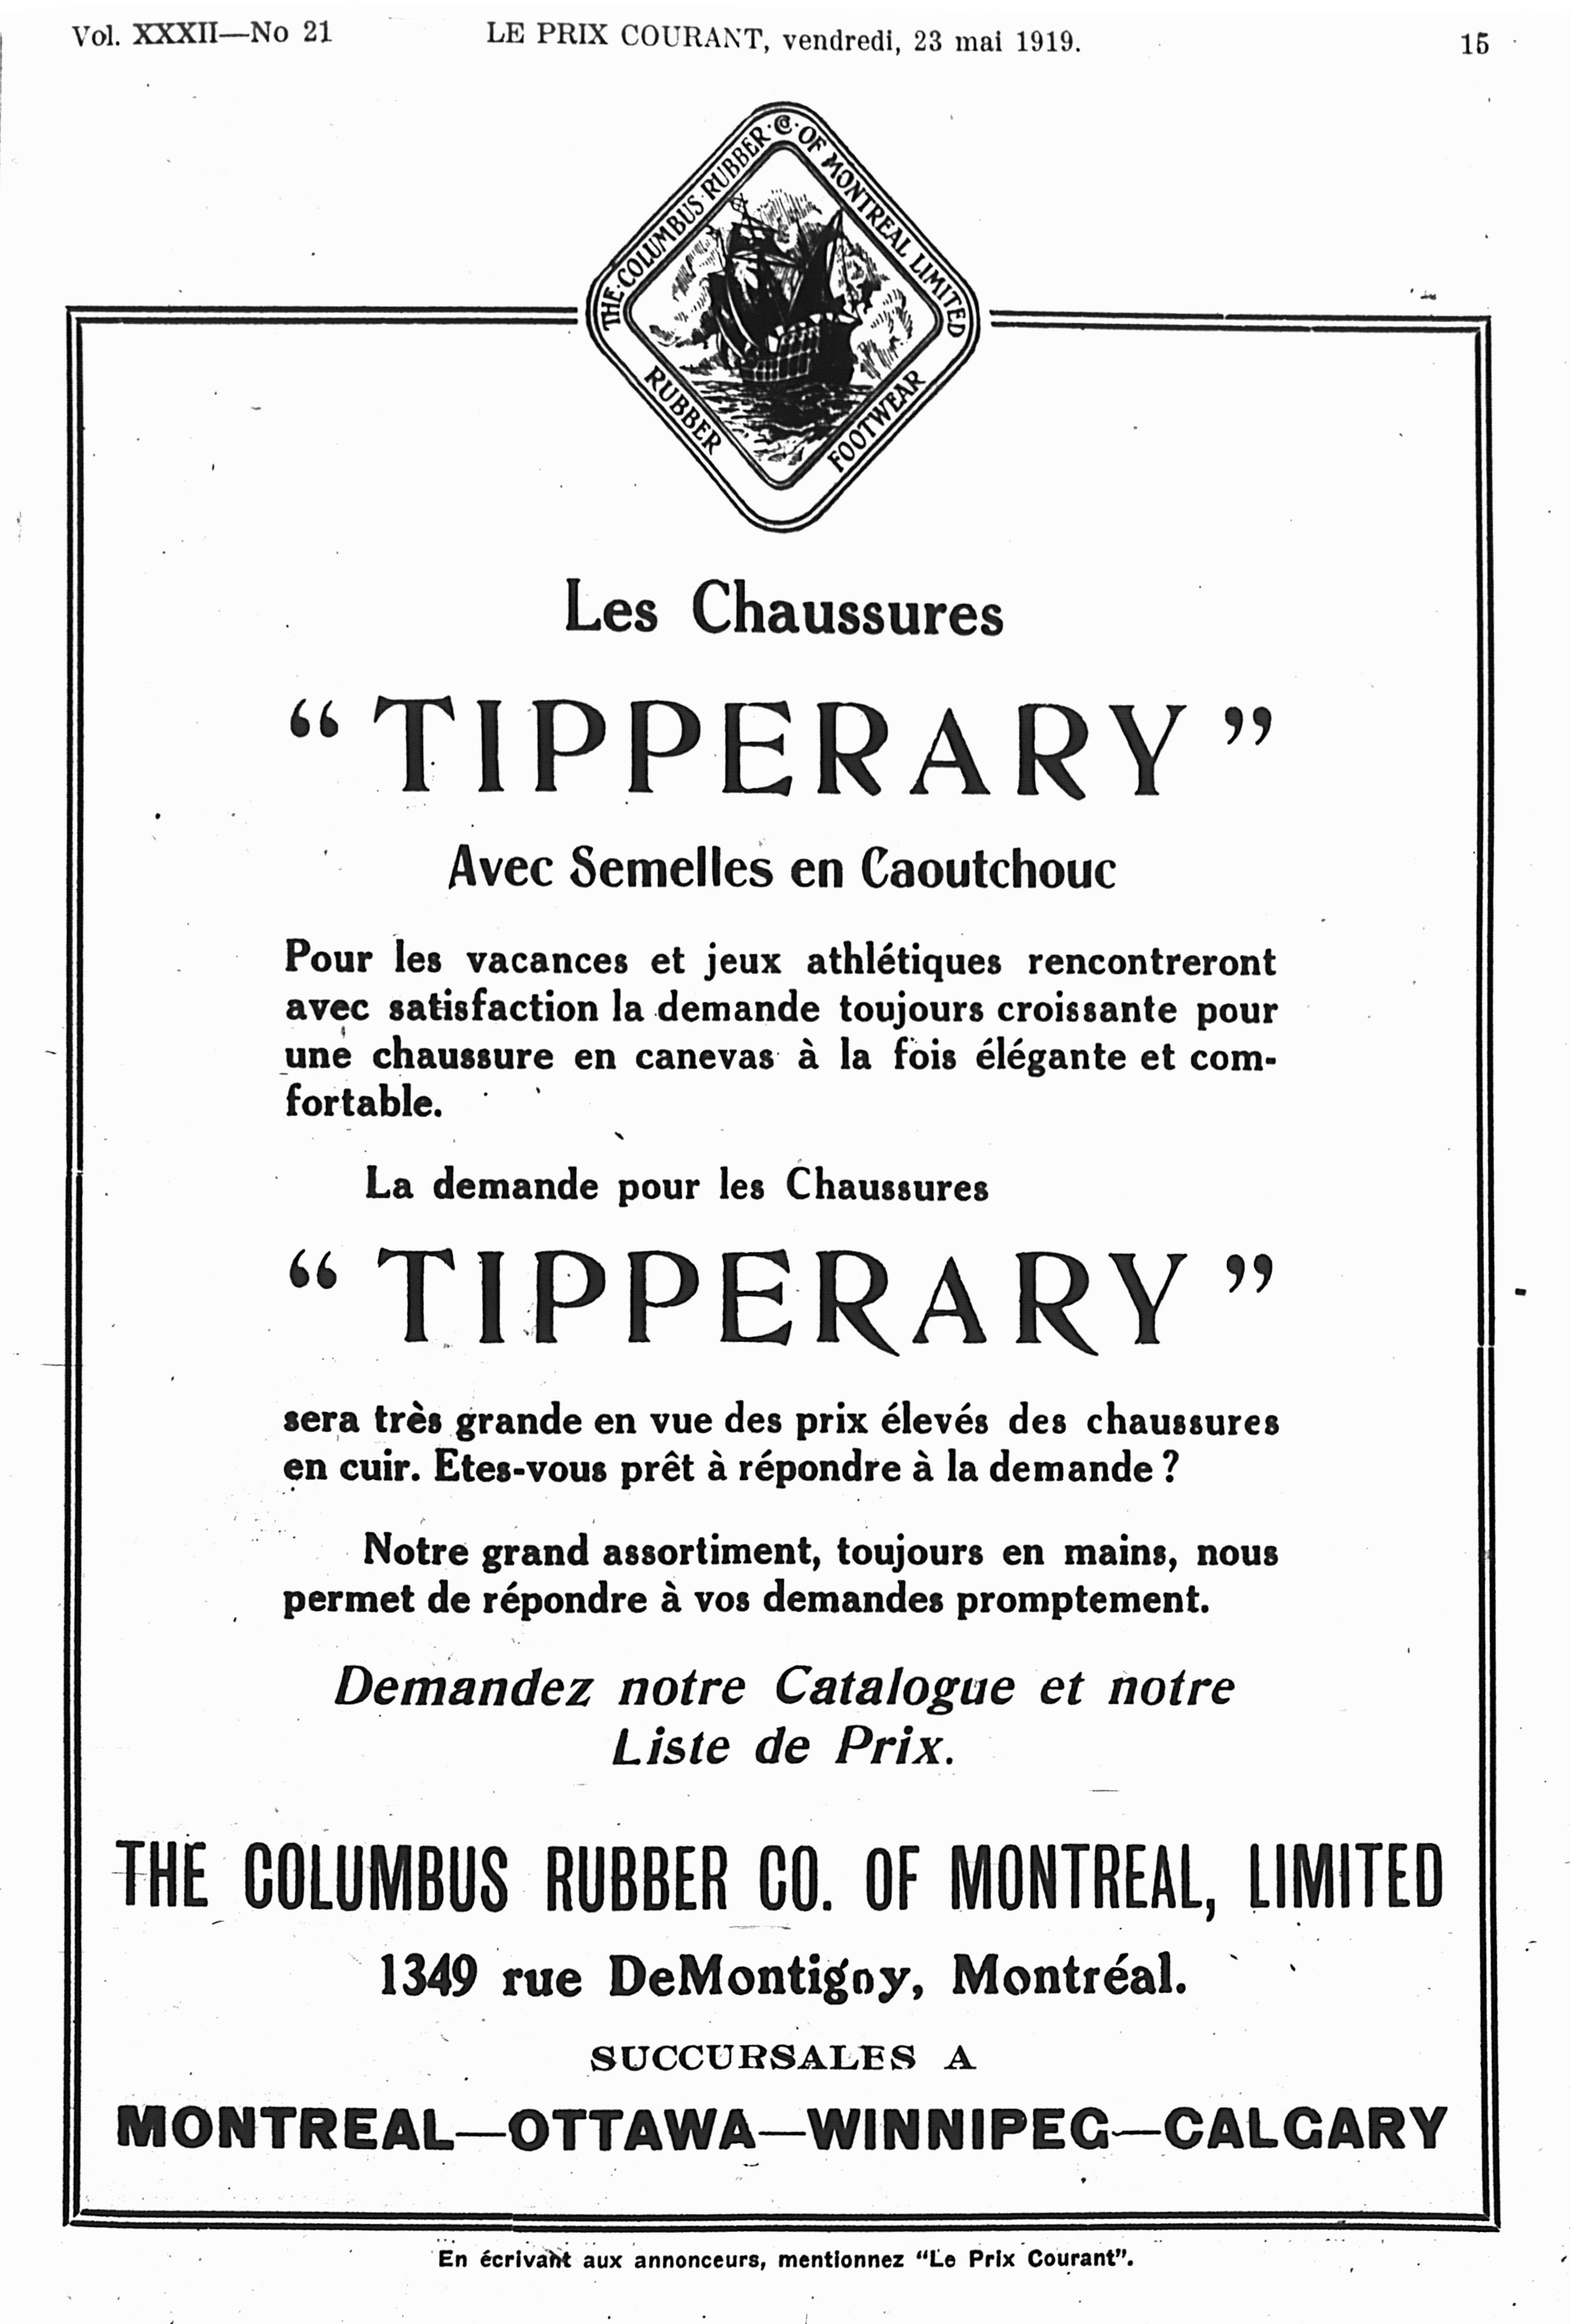 Vol. XXXII—No 21
LE PRIX COURANT, vendredi, 23 mai 1919.
15
THE COLUMBUS RUBBER Co OF MONTREAL LIMITED
RUBBER FOOTWEAR
Les Chaussures
“TIPPERARY”
Avec Semelles en Caoutchouc
Pour les vacances et jeux athlétiques rencontreront
avec satisfaction la demande toujours croissante pour
une chaussure en canevas à la fois élégante et com-
fortable.
La demande pour les Chaussures
“TIPPERARY”
sera très grande en vue des prix élevés des chaussures
en cuir. Etes-vous prêt à répondre à la demande ?
Notre grand assortiment, toujours en mains, nous
permet de répondre à vos demandes promptement.
Demandez notre Catalogue et notre
Liste de Prix.
THE COLUMBUS RUBBER CO. OF MONTREAL, LIMITED
1349 rue DeMontigny, Montréal.
SUCCURSALES A
MONTREAL—OTTAWA—WINNIPEG—CALGARY
En écrivant aux annonceurs, mentionnez “Le Prix Courant”.